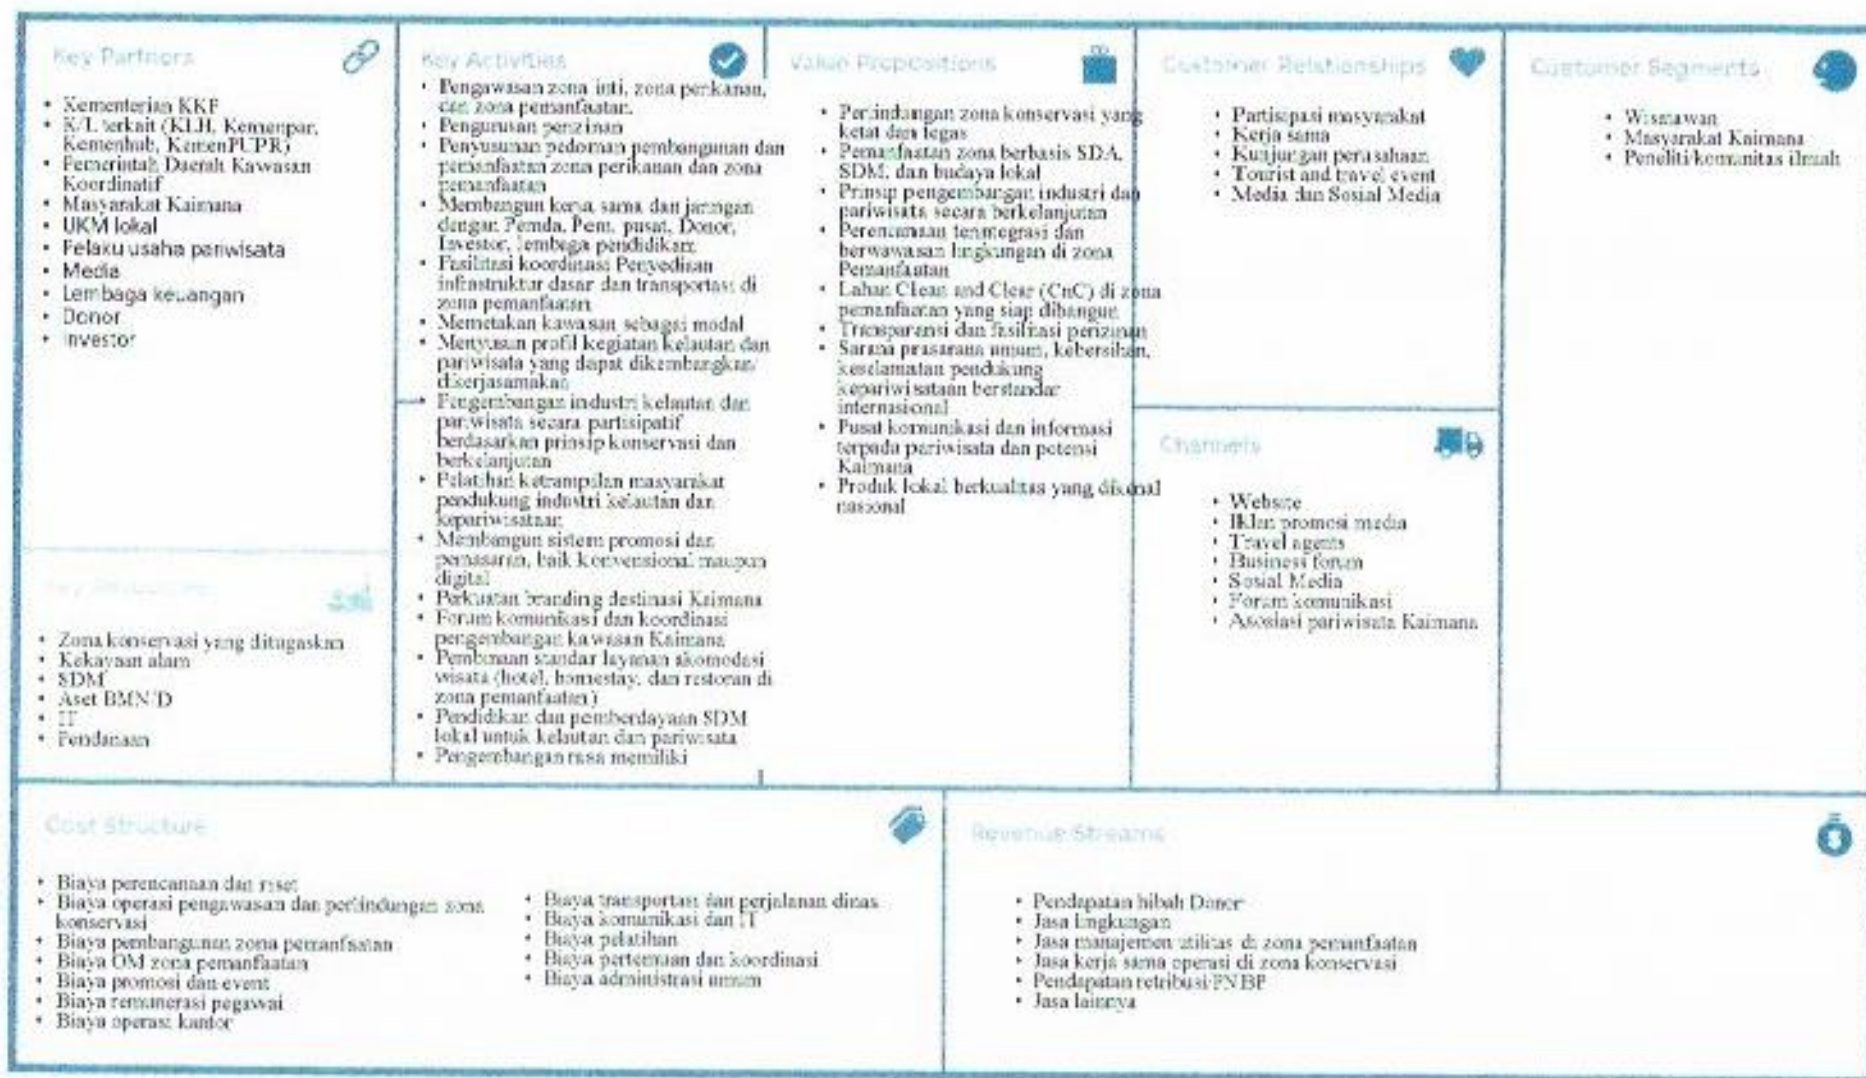 Key Partners
• Kementerian KKP
• K/L terkait (KLH, Kemenpar,
Kemenhub, KemenPUPR)
• Pemerintah Daerah Kawasan
Koordinatif
• Masyarakat Kaimana
• UKM lokal
• Pelaku usaha pariwisata
• Media
• Lembaga keuangan
• Donor
• Investor
Key Activities
• Pengawasan zona inti, zona perikanan,
dan zona pemanfaatan.
• Pengurusan perizinan
• Penyusunan pedoman pembangunan dan
pemanfaatan zona perikanan dan zona
pemanfaatan
• Membangun kerja sama dan jaringan
dengan Pemda, Pem. pusat, Donor,
Investor, lembaga pendidikan.
• Fasilitasi koordinasi Penyediaan
infrastruktur dasar dan transportasi di
zona pemanfaatan
• Memetakan kawasan sebagai modal
• Menyusun profil kegiatan kelautan dan
pariwisata yang dapat dikembangkan/
dikerjasamakan
• Pengembangan industri kelautan dan
pariwisata secara partisipatif
berdasarkan prinsip konservasi dan
berkelanjutan
• Pelatihan ketrampilan masyarakat
pendukung industri kelautan dan
kepariwisataan
• Membangun sistem promosi dan
pemasaran, baik konvensional maupun
digital
• Perkuatan branding destinasi Kaimana
• Forum komunikasi dan koordinasi
pengembangan kawasan Kaimana
• Pembinaan standar layanan akomodasi
wisata (hotel, homestay, dan restoran di
zona pemanfaatan)
• Pendidikan dan pemberdayaan SDM
lokal untuk kelautan dan pariwisata
• Pengembangan rasa memiliki
Value Propositions
• Perlindungan zona konservasi yang
ketat dan tegas
• Pemanfaatan zona berbasis SDA,
SDM, dan budaya lokal
• Prinsip pengembangan industri dan
pariwisata secara berkelanjutan
• Perencanaan terintegrasi dan
berwawasan lingkungan di zona
Pemanfaatan
• Lahan Clean and Clear (CnC) di zona
pemanfaatan yang siap dibangun
• Transparansi dan fasilitasi perizinan
• Sarana prasarana umum, kebersihan,
keselamatan pendukung
kepariwisataan berstandar
internasional
• Pusat komunikasi dan informasi
terpadu pariwisata dan potensi
Kaimana
• Produk lokal berkualitas yang dikenal
nasional
Customer Relationships
• Partisipasi masyarakat
• Kerja sama
• Kunjungan perusahaan
• Tourist and travel event
• Media dan Sosial Media
Customer Segments
• Wisatawan
• Masyarakat Kaimana
• Peneliti/komunitas ilmiah
Channels
• Website
• Iklan promosi media
• Travel agents
• Business forum
• Sosial Media
• Forum komunikasi
• Asosiasi pariwisata Kaimana
Key Resources
• Zona konservasi yang ditugaskan
• Kekayaan alam
• SDM
• Aset BMN/D
• IT
• Pendanaan
Cost Structure
• Biaya perencanaan dan riset
• Biaya operasi pengawasan dan perlindungan zona
konservasi
• Biaya pembangunan zona pemanfaatan
• Biaya OM zona pemanfaatan
• Biaya promosi dan event
• Biaya remunerasi pegawai
• Biaya operasi kantor
• Biaya transportasi dan perjalanan dinas
• Biaya komunikasi dan IT
• Biaya pelatihan
• Biaya pertemuan dan koordinasi
• Biaya administrasi umum
Revenue Streams
• Pendapatan hibah Donor
• Jasa lingkungan
• Jasa manajemen utilitas di zona pemanfaatan
• Jasa kerja sama operasi di zona konservasi
• Pendapatan retribusi/PNBP
• Jasa lainnya